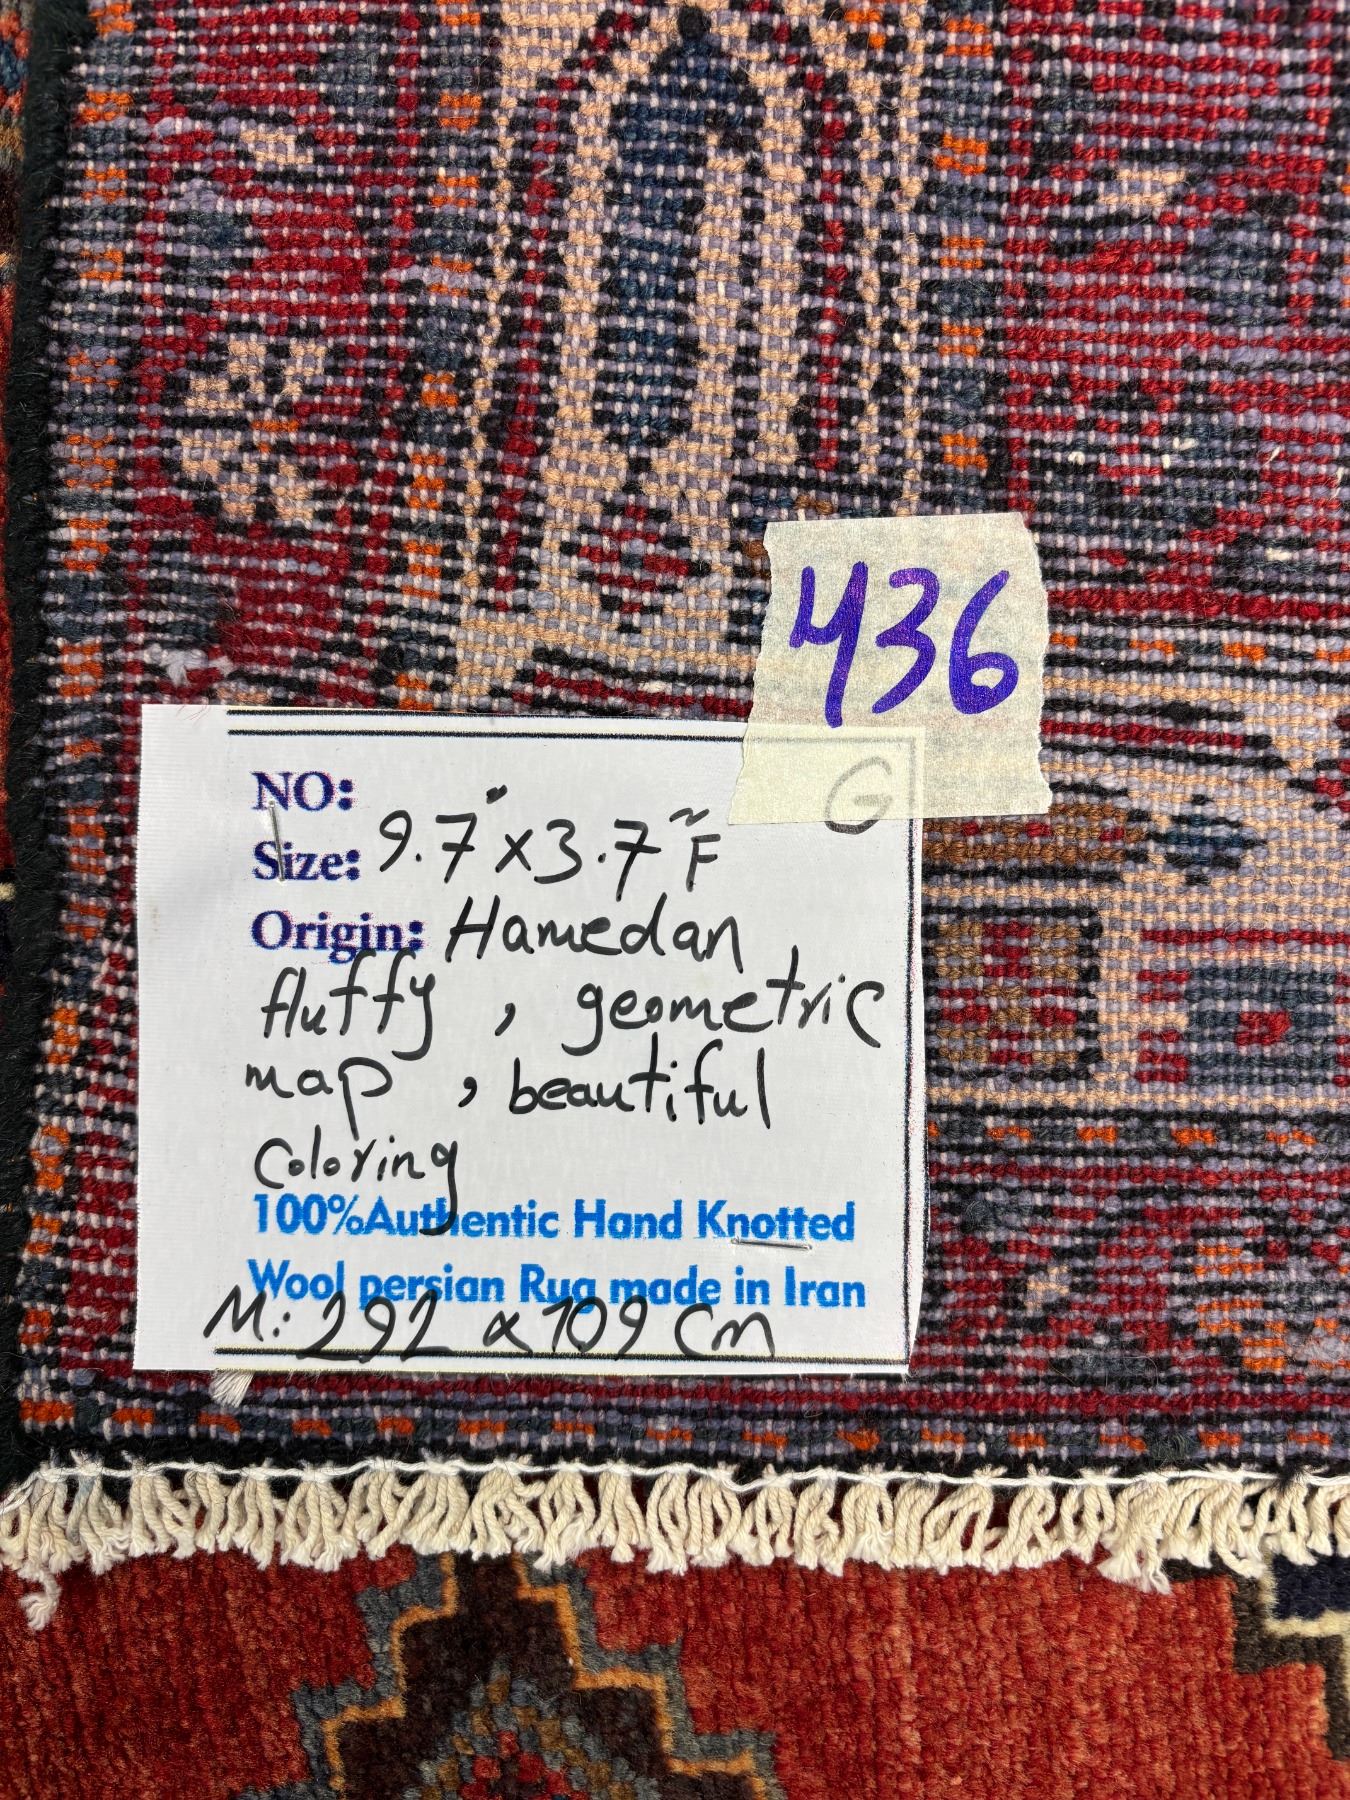 436
G
NO:
Size: 9.7" x 3.7" F
Origin: Hamedan,
fluffy, geometric
map, beautiful
coloring
100%Authentic Hand Knotted
Wool persian Rug made in Iran
M: 292 x 109 cm